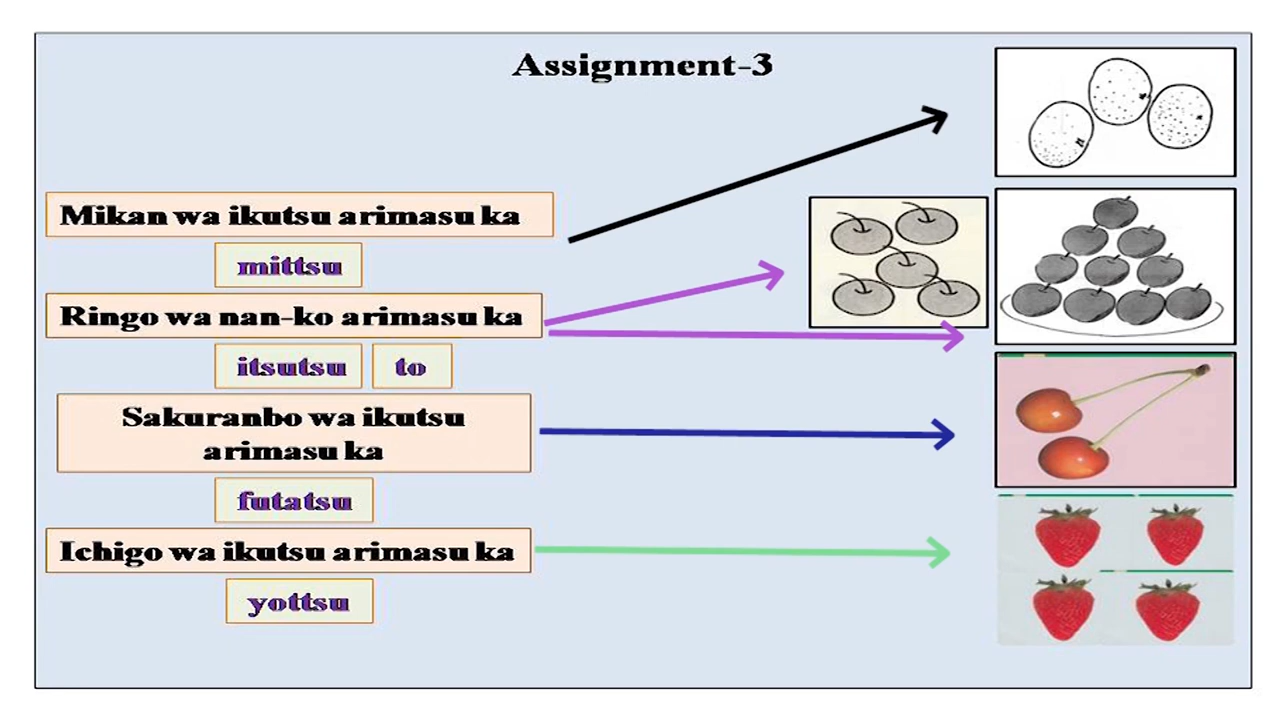 Assignment-3
Mikan wa ikutsu arimasu ka
mittsu
Ringo wa nan-ko arimasu ka
itsutsu to
Sakuranbo wa ikutsu
arimasu ka
futatsu
Ichigo wa ikutsu arimasu ka
yottsu